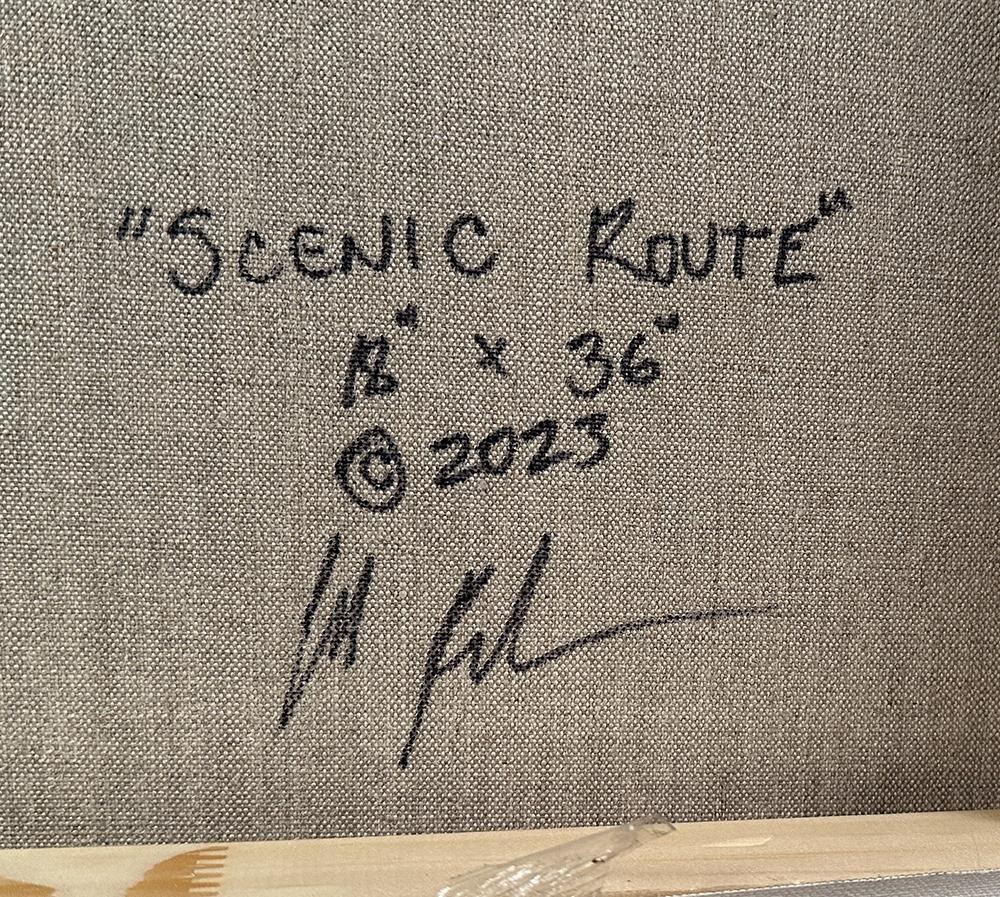 "SCENIC ROUTE"
18" x 36"
© 2023